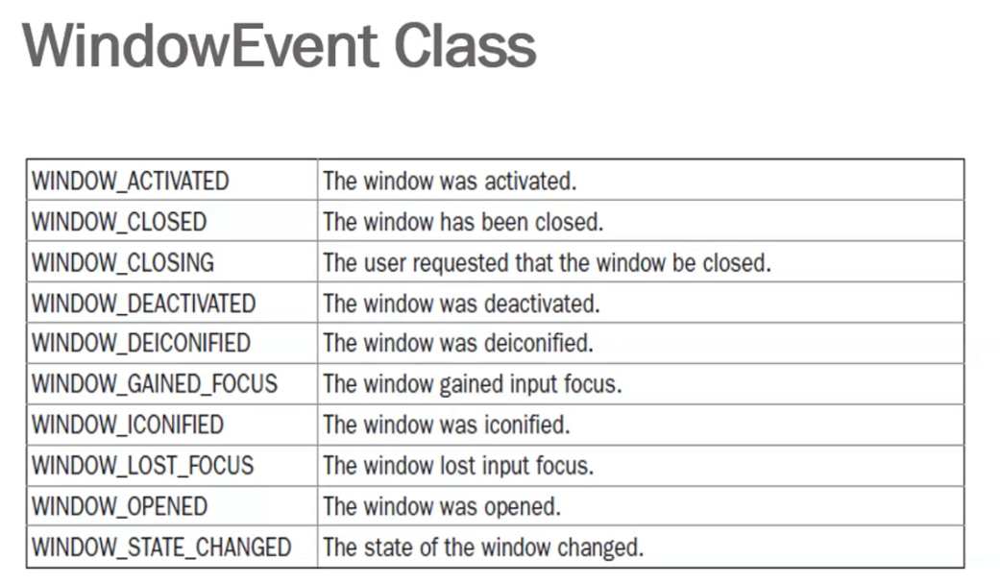 WindowEvent Class
WINDOW_ACTIVATED The window was activated.
WINDOW_CLOSED The window has been closed.
WINDOW_CLOSING The user requested that the window be closed.
WINDOW_DEACTIVATED The window was deactivated.
WINDOW_DEICONIFIED The window was deiconified.
WINDOW_GAINED_FOCUS The window gained input focus.
WINDOW_ICONIFIED The window was iconified.
WINDOW_LOST_FOCUS The window lost input focus.
WINDOW_OPENED The window was opened.
WINDOW_STATE_CHANGED The state of the window changed.